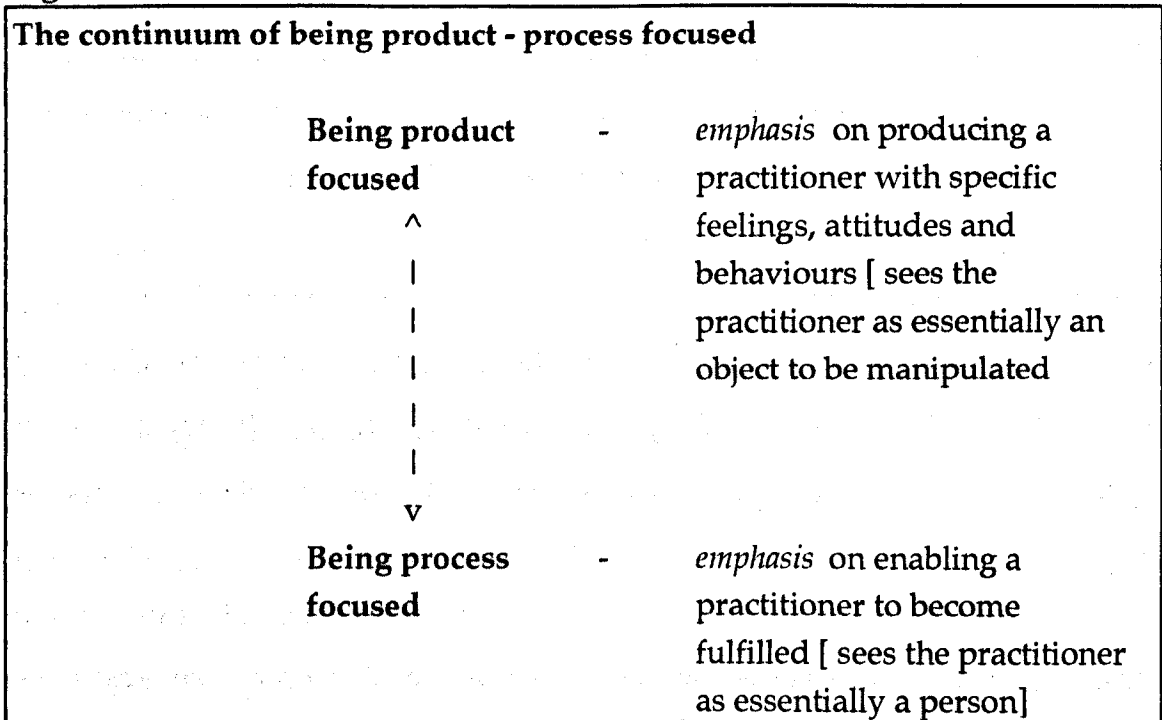 The continuum of being product - process focused
Being product - emphasis on producing a
focused practitioner with specific
^ feelings, attitudes and
| behaviours [ sees the
| practitioner as essentially an
| object to be manipulated
|
|
v
Being process - emphasis on enabling a
focused practitioner to become
fulfilled [ sees the practitioner
as essentially a person]